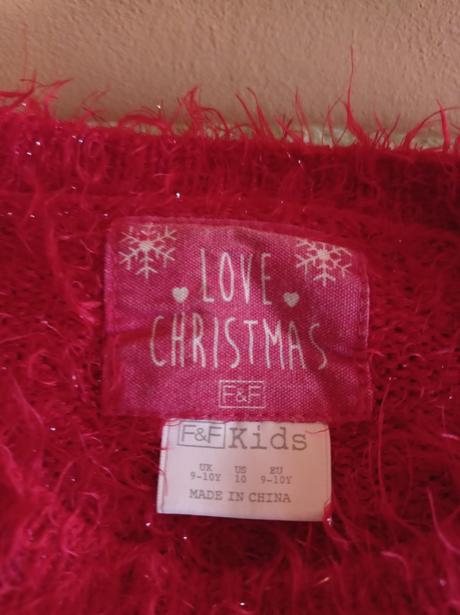 LOVE
CHRISTMAS
F&F
F&F Kids
UK US EU
9-10Y 10 9-10Y
MADE IN CHINA